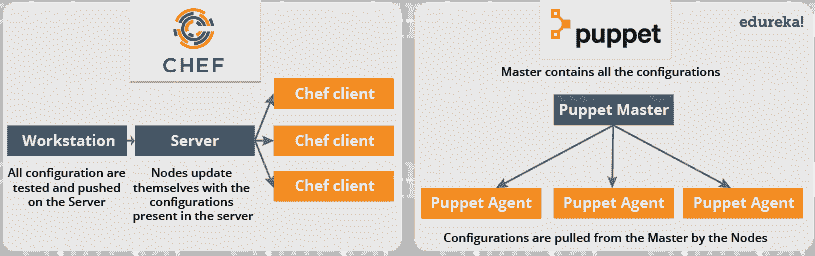 CHEF
Workstation
Server
Chef client
Chef client
Chef client
All configuration are
tested and pushed
on the Server
Nodes update
themselves with the
configurations
present in the server
puppet
edureka!
Master contains all the configurations
Puppet Master
Puppet Agent
Puppet Agent
Puppet Agent
Configurations are pulled from the Master by the Nodes